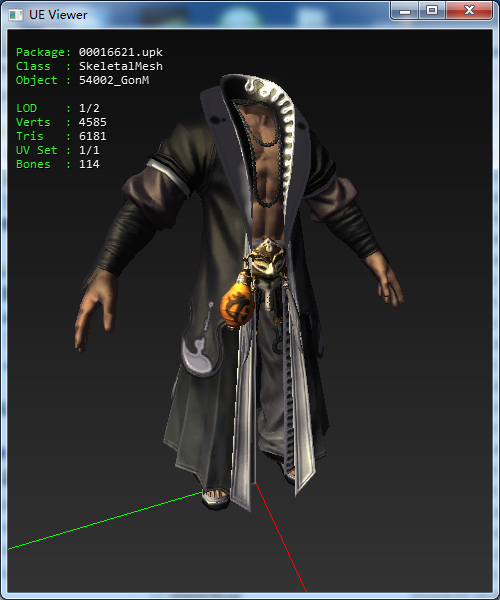 UE Viewer
Package: 00016621.upk
Class : SkeletalMesh
Object : 54002_GonM
LOD : 1/2
Verts : 4585
Tris : 6181
UV Set : 1/1
Bones : 114